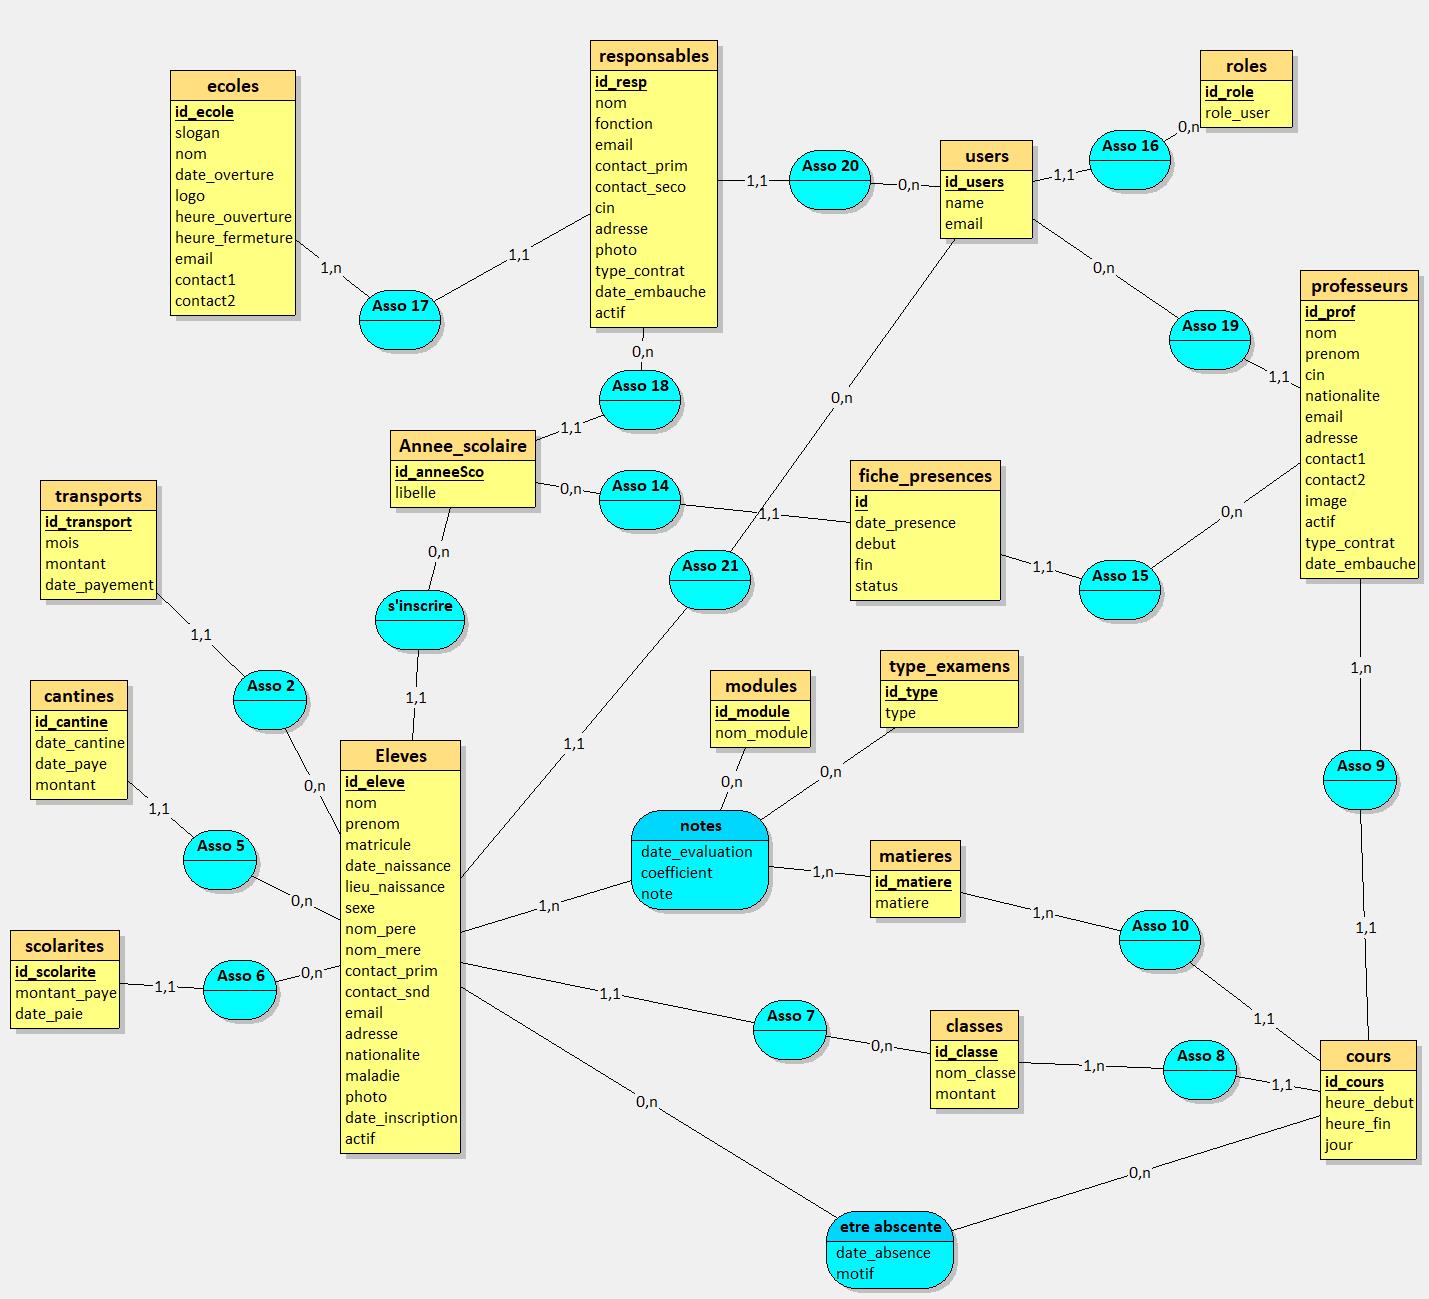 ecoles
id_ecole
slogan
nom
date_overture
logo
heure_ouverture
heure_fermeture
email
contact1
contact2
responsables
id_resp
nom
fonction
email
contact_prim
contact_seco
cin
adresse
photo
type_contrat
date_embauche
actif
roles
id_role
role_user
0,n
Asso 16
1,1
users
id_users
name
email
1,1
Asso 20
0,n
1,n
1,1
Asso 17
0,n
Asso 19
1,1
professeurs
id_prof
nom
prenom
cin
nationalite
email
adresse
contact1
contact2
image
actif
type_contrat
date_embauche
0,n
Asso 18
1,1
0,n
Annee_scolaire
id_anneeSco
libelle
0,n
Asso 14
1,1
fiche_presences
id
date_presence
debut
fin
status
0,n
1,1
Asso 15
transports
id_transport
mois
montant
date_payement
0,n
s'inscrire
1,1
Asso 21
1,1
1,1
Asso 2
0,n
cantines
id_cantine
date_cantine
date_paye
montant
1,1
Asso 5
0,n
modules
id_module
nom_module
type_examens
id_type
type
0,n
0,n
1,n
Asso 9
1,1
Eleves
id_eleve
nom
prenom
matricule
date_naissance
lieu_naissance
sexe
nom_pere
nom_mere
contact_prim
contact_snd
email
adresse
nationalite
maladie
photo
date_inscription
actif
notes
date_evaluation
coefficient
note
1,n
1,n
matieres
id_matiere
matiere
1,n
Asso 10
1,1
scolarites
id_scolarite
montant_paye
date_paie
1,1
Asso 6
0,n
1,1
Asso 7
0,n
classes
id_classe
nom_classe
montant
1,n
Asso 8
1,1
cours
id_cours
heure_debut
heure_fin
jour
0,n
0,n
etre abscente
date_absence
motif